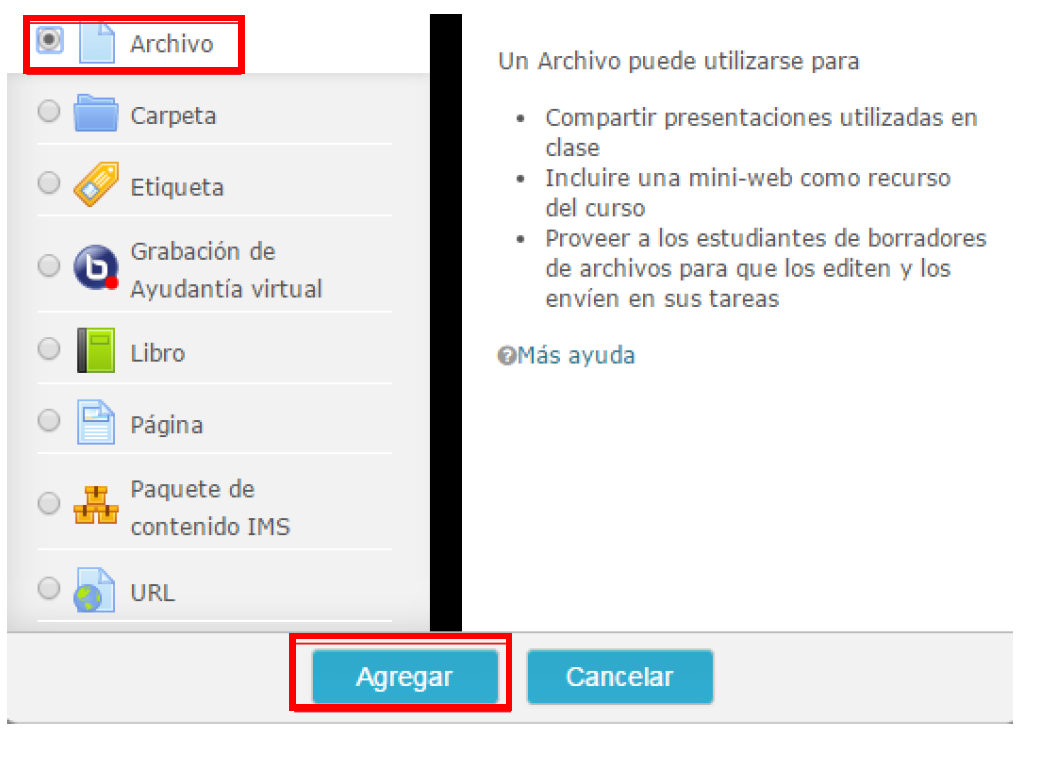 Archivo
Carpeta
Etiqueta
Grabación de
Ayudantía virtual
Libro
Página
Paquete de
contenido IMS
URL
Un Archivo puede utilizarse para
• Compartir presentaciones utilizadas en
clase
• Incluire una mini-web como recurso
del curso
• Proveer a los estudiantes de borradores
de archivos para que los editen y los
envíen en sus tareas
Más ayuda
Agregar
Cancelar